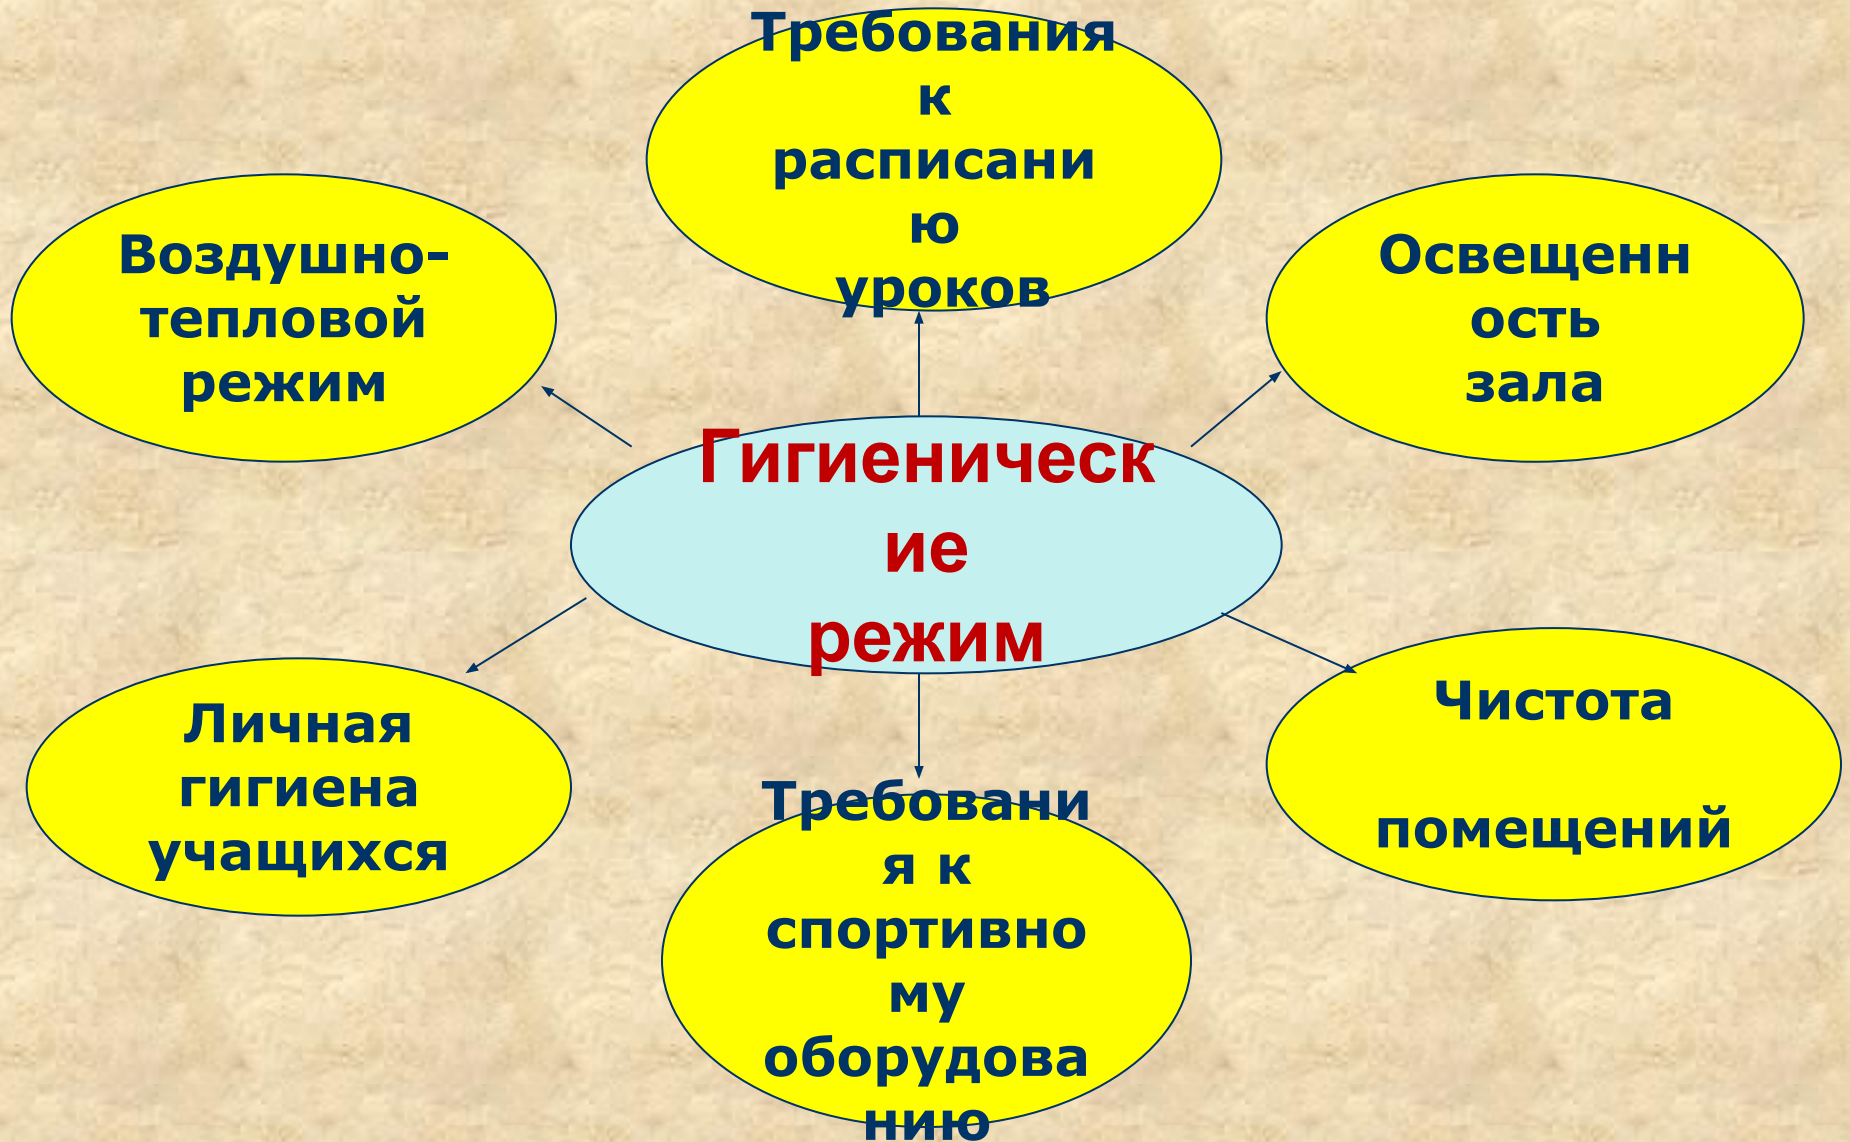 Требования
к
расписани
ю
уроков
Воздушно-
тепловой
режим
Освещенн
ость
зала
Гигиеническ
ие
режим
Личная
гигиена
учащихся
Чистота
помещений
Требовани
я к
спортивно
му
оборудова
нию